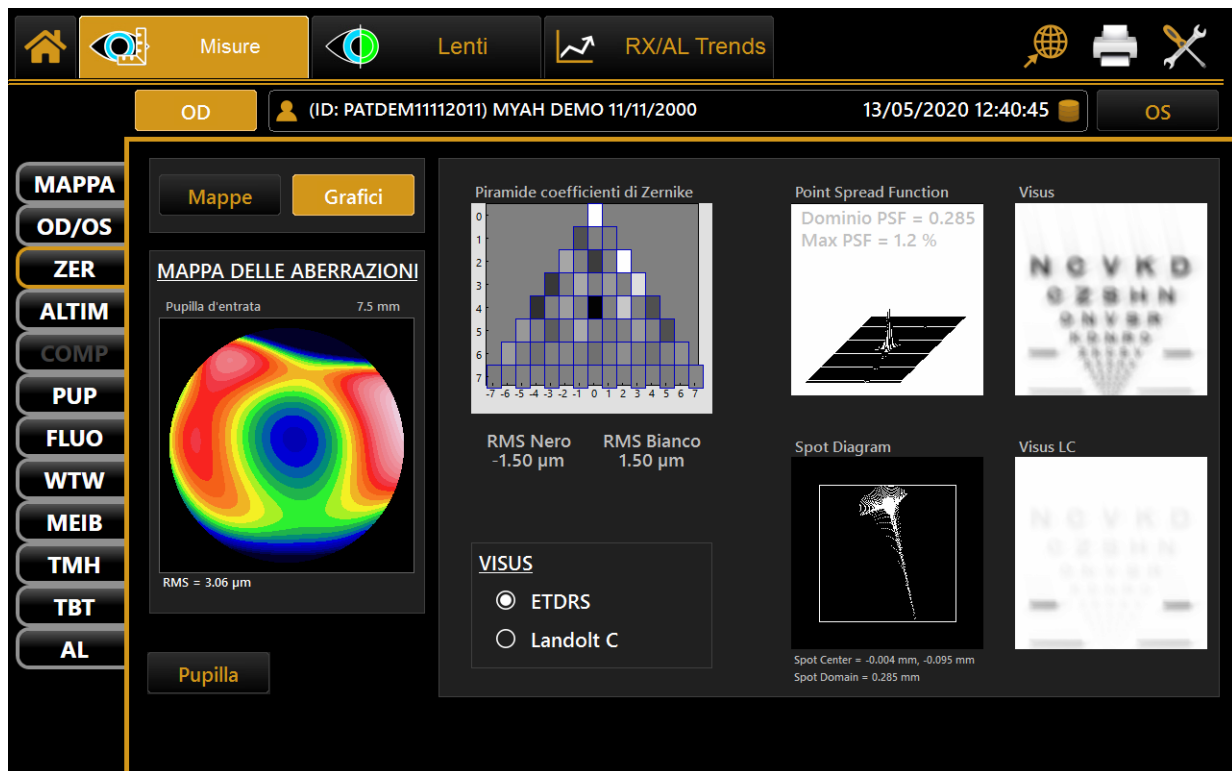 Misure
Lenti
RX/AL Trends
OD
(ID: PATDEM11112011) MYAH DEMO 11/11/2000
13/05/2020 12:40:45
OS
MAPPA
OD/OS
ZER
ALTIM
COMP
PUP
FLUO
WTW
MEIB
TMH
TBT
AL
Mappe
Grafici
MAPPA DELLE ABERRAZIONI
Pupilla d'entrata 7.5 mm
RMS = 3.06 µm
Pupilla
Piramide coefficienti di Zernike
0
1
2
3
4
5
6
7
-7 -6 -5 -4 -3 -2 -1 0 1 2 3 4 5 6 7
RMS Nero RMS Bianco
-1.50 µm 1.50 µm
VISUS
ETDRS
Landolt C
Point Spread Function
Dominio PSF = 0.285
Max PSF = 1.2 %
Spot Diagram
Spot Center = -0.004 mm, -0.095 mm
Spot Domain = 0.285 mm
Visus
N C V K D
C Z S H N
Visus LC
N C V K D
C Z S H N